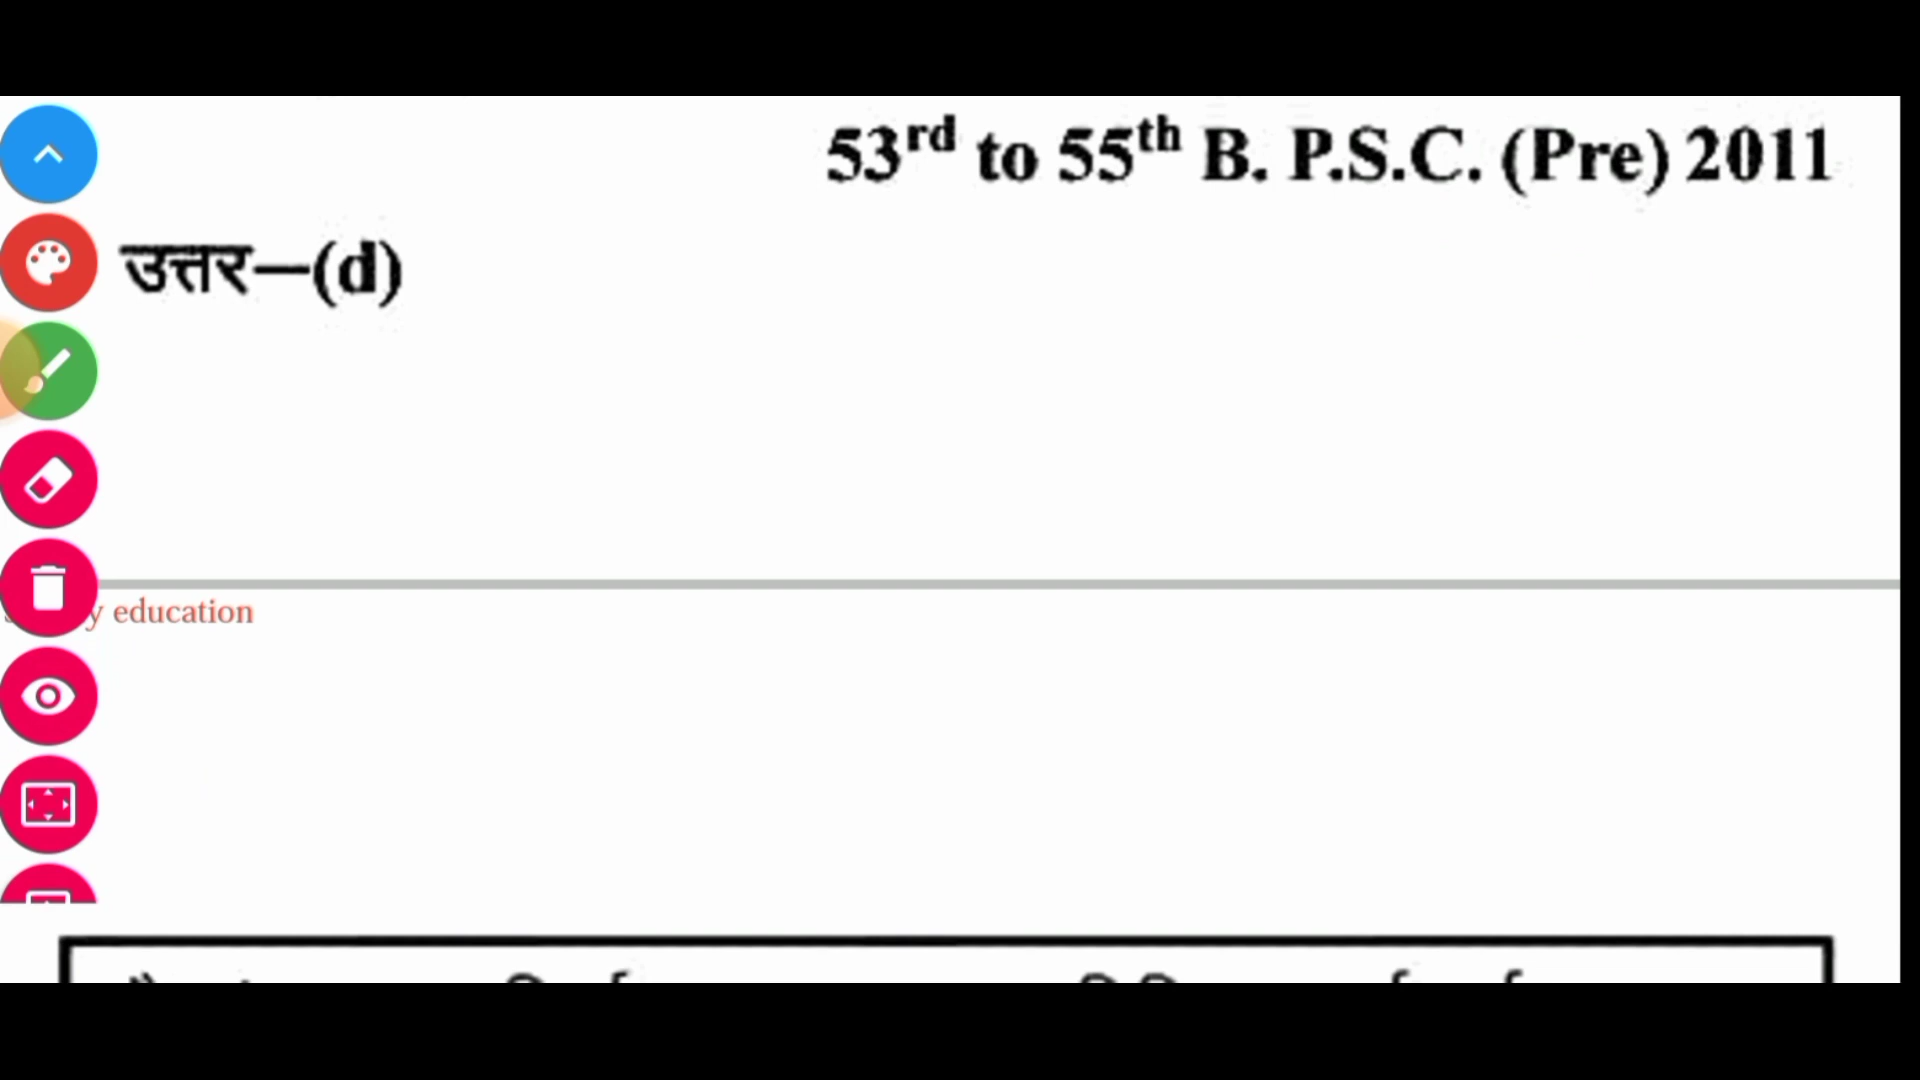 53rd to 55th B. P.S.C. (Pre) 2011
उत्तर—(d)
education